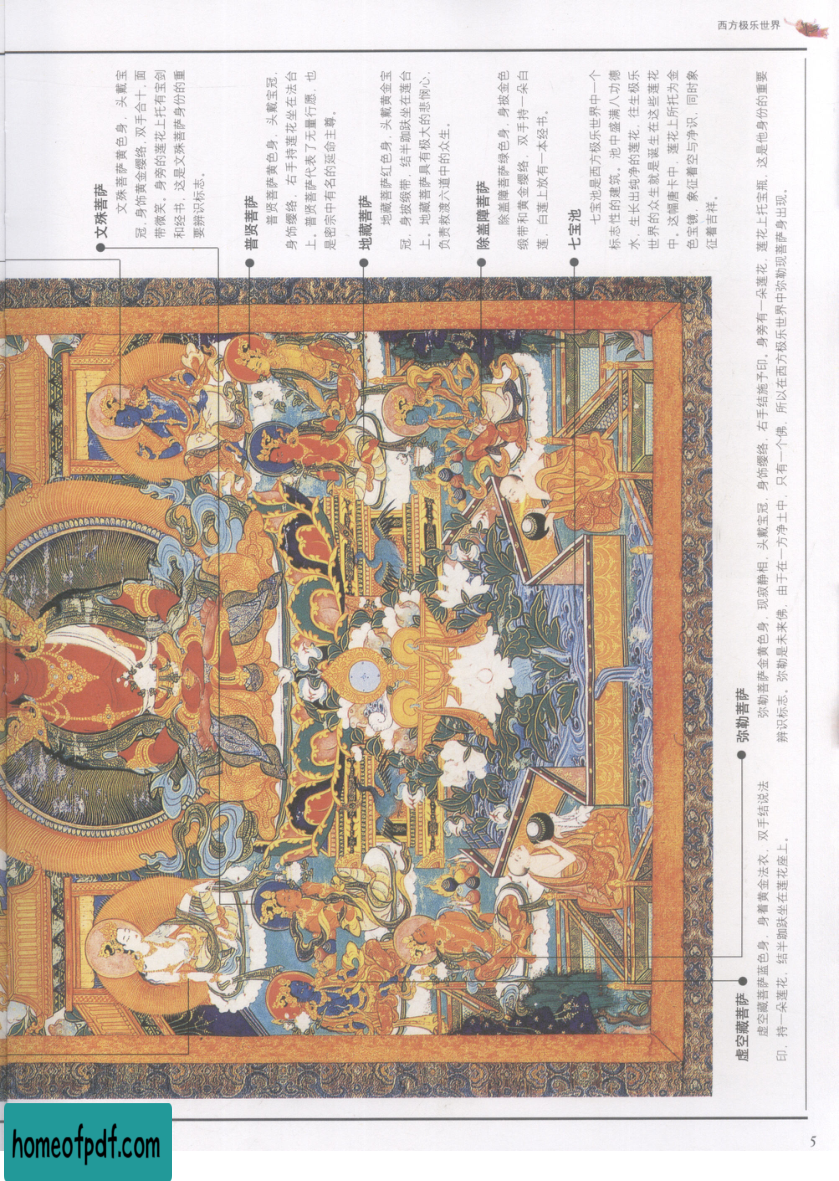 西方极乐世界
文殊菩萨
文殊菩萨黄色身，头戴宝
冠，身饰黄金缨络，双手合十，面
带微笑，身旁的莲花上托有宝剑
和经书，这是文殊菩萨身份的重
要辨识标志。
普贤菩萨
普贤菩萨黄色身，头戴宝冠，
身饰缨络，右手持莲花坐在法台
上。普贤菩萨代表了无量行愿，也
是密宗中有名的延命主尊。
地藏菩萨
地藏菩萨红色身，头戴黄金宝
冠，身披缎带，结半跏趺坐在莲台
上。地藏菩萨具有极大的悲悯心，
负责救渡六道中的众生。
除盖障菩萨
除盖障菩萨绿色身，身披金色
缎带和黄金缨络，双手持一朵白
莲，白莲上放有一本经书。
七宝池
七宝池是西方极乐世界中一个
标志性的建筑。池中盛满八功德
水，生长出纯净的莲花，往生极乐
世界的众生就是诞生在这些莲花
中。这幅唐卡中，莲花上所托为金
色宝镜，象征着空与净识，同时象
征着吉祥。
弥勒菩萨
弥勒菩萨金黄色身，现寂静相，头戴宝冠，身饰缨络，右手结施予印。身旁有一朵莲花，莲花上托宝瓶，这是他身份的重要
辨识标志。弥勒是未来佛，由于在一方净土中，只有一个佛，所以在西方极乐世界中弥勒现菩萨身出现。
虚空藏菩萨
虚空藏菩萨蓝色身，身着黄金法衣，双手结说法
印，持一朵莲花，结半跏趺坐在莲花座上。
5
homeofpdf.com